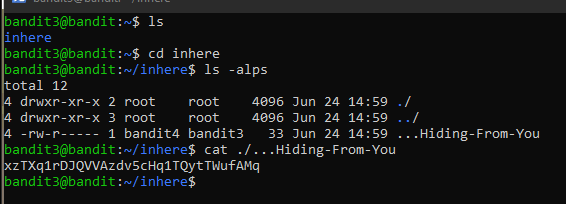 bandit3@bandit:~$ ls
inhere
bandit3@bandit:~$ cd inhere
bandit3@bandit:~/inhere$ ls -alps
total 12
4 drwxr-xr-x 2 root    root    4096 Jun 24 14:59 ./
4 drwxr-xr-x 3 root    root    4096 Jun 24 14:59 ../
4 -rw-r----- 1 bandit4 bandit3   33 Jun 24 14:59 ...Hiding-From-You
bandit3@bandit:~/inhere$ cat ./...Hiding-From-You
xzTXq1rDJQVVAzdv5cHq1TQytTWufAMq
bandit3@bandit:~/inhere$